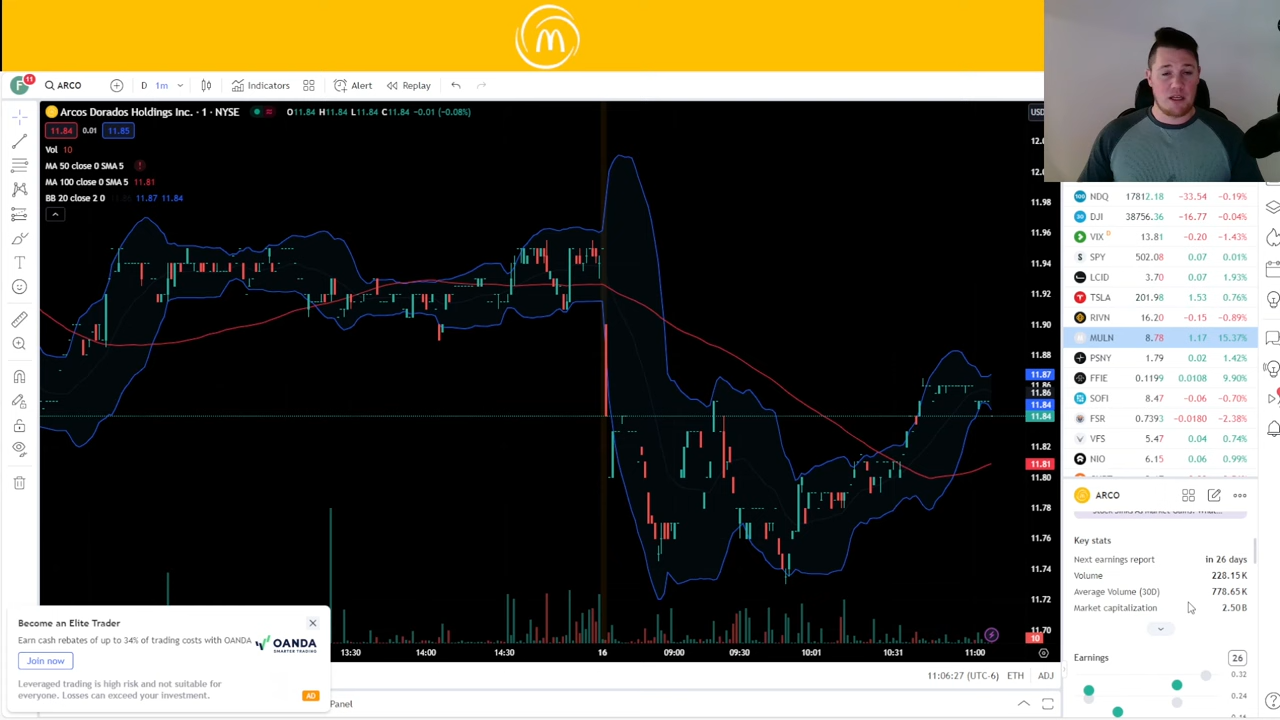 m
11
ARCO
D
1m
Indicators
Alert
Replay
Arcos Dorados Holdings Inc. · 1 · NYSE
O11.84 H11.84 L11.84 C11.84 -0.01 (-0.08%)
11.84 0.01 11.85
Vol 10
MA 50 close 0 SMA 5
MA 100 close 0 SMA 5 11.81
BB 20 close 2 0 11.86 11.87 11.84
USD
11.98
11.96
11.94
11.92
11.90
11.88
11.87
11.86
11.86
11.84
11.84
11.82
11.81
11.80
11.78
11.76
11.74
11.72
11.70
10
13:30 14:00 14:30 16 09:00 09:30 10:01 10:31 11:00
11:06:27 (UTC-6) ETH ADJ
Panel
NDQ 17812.18 -33.54 -0.19%
DJI 38756.36 -16.77 -0.04%
VIX D 13.81 -0.20 -1.43%
SPY 502.08 0.07 0.01%
LCID 3.70 0.07 1.93%
TSLA 201.98 1.53 0.76%
RIVN 16.20 -0.15 -0.89%
MULN 8.78 1.17 15.37%
PSNY 1.79 0.02 1.42%
FFIE 0.1199 0.0108 9.90%
SOFI 8.47 -0.06 -0.70%
FSR 0.7393 -0.0180 -2.38%
VFS 5.47 0.04 0.74%
NIO 6.15 0.06 0.99%
ARCO
Key stats
Next earnings report in 26 days
Volume 228.15K
Average Volume (30D) 778.65K
Market capitalization 2.50B
Earnings 26
0.32
0.24
Become an Elite Trader
Earn cash rebates of up to 34% of trading costs with OANDA
OANDA
SMARTER TRADING
Join now
Leveraged trading is high risk and not suitable for
everyone. Losses can exceed your investment.
AD